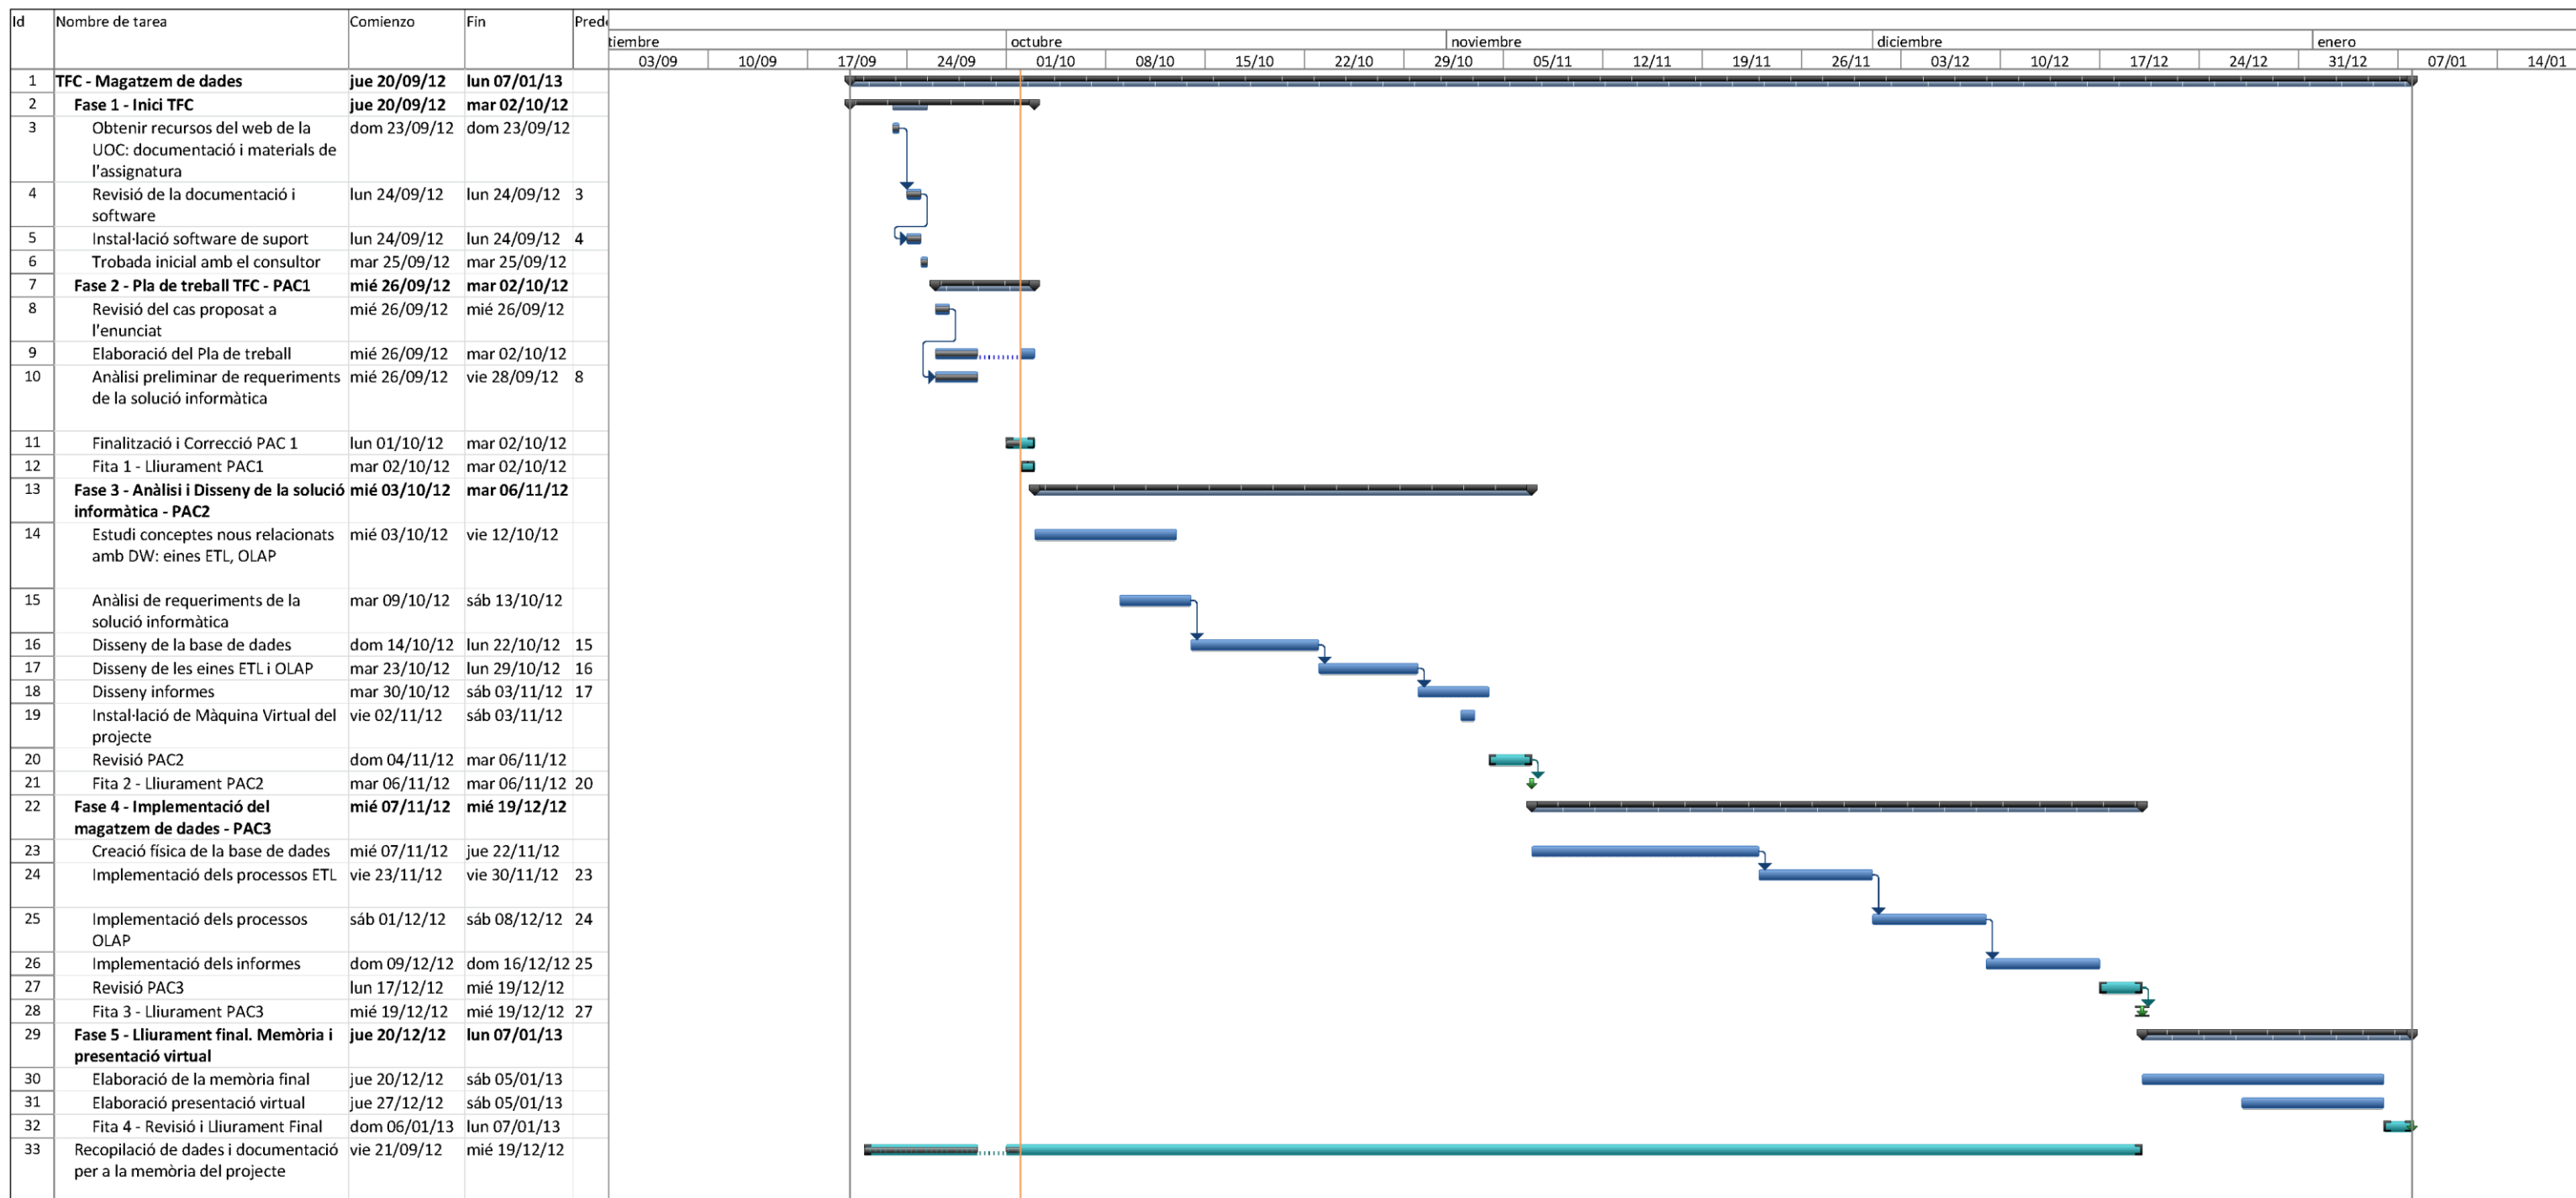 Id Nombre de tarea Comienzo Fin Prede
tiembre octubre noviembre diciembre enero
03/09 10/09 17/09 24/09 01/10 08/10 15/10 22/10 29/10 05/11 12/11 19/11 26/11 03/12 10/12 17/12 24/12 31/12 07/01 14/01
1 TFC - Magatzem de dades jue 20/09/12 lun 07/01/13
2 Fase 1 - Inici TFC jue 20/09/12 mar 02/10/12
3 Obtenir recursos del web de la dom 23/09/12 dom 23/09/12
UOC: documentació i materials de
l'assignatura
4 Revisió de la documentació i lun 24/09/12 lun 24/09/12 3
software
5 Instal·lació software de suport lun 24/09/12 lun 24/09/12 4
6 Trobada inicial amb el consultor mar 25/09/12 mar 25/09/12
7 Fase 2 - Pla de treball TFC - PAC1 mié 26/09/12 mar 02/10/12
8 Revisió del cas proposat a mié 26/09/12 mié 26/09/12
l'enunciat
9 Elaboració del Pla de treball mié 26/09/12 mar 02/10/12
10 Anàlisi preliminar de requeriments mié 26/09/12 vie 28/09/12 8
de la solució informàtica
11 Finalització i Correcció PAC 1 lun 01/10/12 mar 02/10/12
12 Fita 1 - Lliurament PAC1 mar 02/10/12 mar 02/10/12
13 Fase 3 - Anàlisi i Disseny de la solució mié 03/10/12 mar 06/11/12
informàtica - PAC2
14 Estudi conceptes nous relacionats mié 03/10/12 vie 12/10/12
amb DW: eines ETL, OLAP
15 Anàlisi de requeriments de la mar 09/10/12 sáb 13/10/12
solució informàtica
16 Disseny de la base de dades dom 14/10/12 lun 22/10/12 15
17 Disseny de les eines ETL i OLAP mar 23/10/12 lun 29/10/12 16
18 Disseny informes mar 30/10/12 sáb 03/11/12 17
19 Instal·lació de Màquina Virtual del vie 02/11/12 sáb 03/11/12
projecte
20 Revisió PAC2 dom 04/11/12 mar 06/11/12
21 Fita 2 - Lliurament PAC2 mar 06/11/12 mar 06/11/12 20
22 Fase 4 - Implementació del mié 07/11/12 mié 19/12/12
magatzem de dades - PAC3
23 Creació física de la base de dades mié 07/11/12 jue 22/11/12
24 Implementació dels processos ETL vie 23/11/12 vie 30/11/12 23
25 Implementació dels processos sáb 01/12/12 sáb 08/12/12 24
OLAP
26 Implementació dels informes dom 09/12/12 dom 16/12/12 25
27 Revisió PAC3 lun 17/12/12 mié 19/12/12
28 Fita 3 - Lliurament PAC3 mié 19/12/12 mié 19/12/12 27
29 Fase 5 - Lliurament final. Memòria i jue 20/12/12 lun 07/01/13
presentació virtual
30 Elaboració de la memòria final jue 20/12/12 sáb 05/01/13
31 Elaboració presentació virtual jue 27/12/12 sáb 05/01/13
32 Fita 4 - Revisió i Lliurament Final dom 06/01/13 lun 07/01/13
33 Recopilació de dades i documentació vie 21/09/12 mié 19/12/12
per a la memòria del projecte